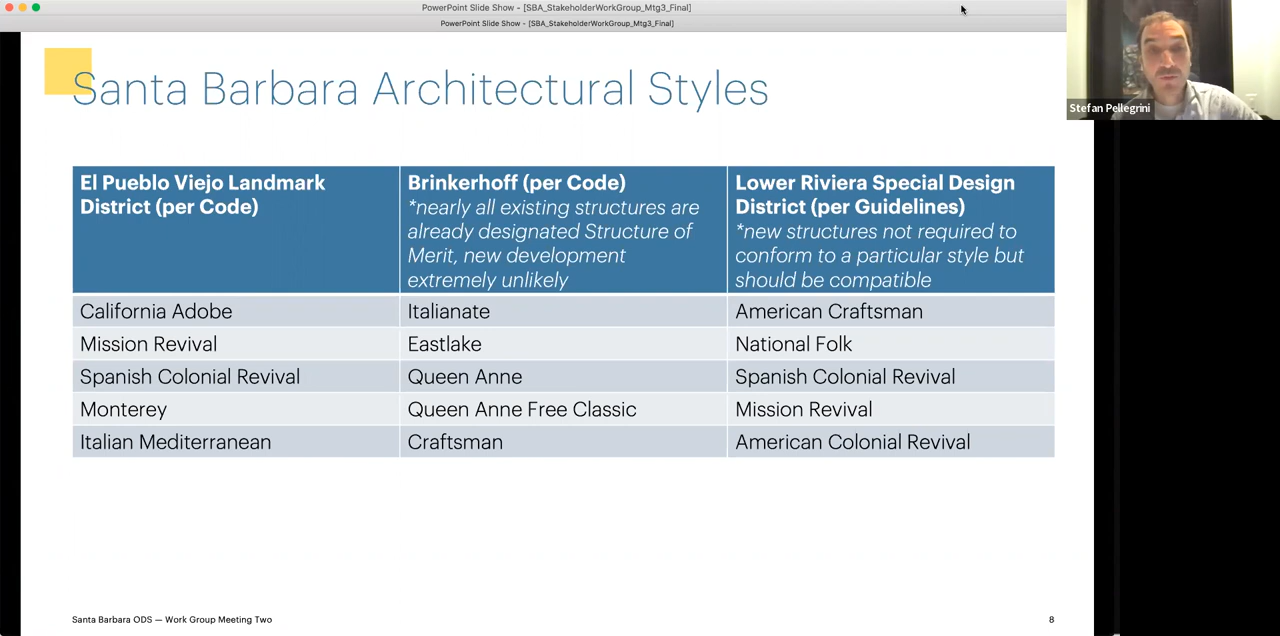 PowerPoint Slide Show - [SBA_StakeholderWorkGroup_Mtg3_Final]
PowerPoint Slide Show - [SBA_StakeholderWorkGroup_Mtg3_Final]
Stefan Pellegrini
Santa Barbara Architectural Styles
El Pueblo Viejo Landmark
District (per Code)
Brinkerhoff (per Code)
*nearly all existing structures are
already designated Structure of
Merit, new development
extremely unlikely
Lower Riviera Special Design
District (per Guidelines)
*new structures not required to
conform to a particular style but
should be compatible
California Adobe
Italianate
American Craftsman
Mission Revival
Eastlake
National Folk
Spanish Colonial Revival
Queen Anne
Spanish Colonial Revival
Monterey
Queen Anne Free Classic
Mission Revival
Italian Mediterranean
Craftsman
American Colonial Revival
Santa Barbara ODS — Work Group Meeting Two
8